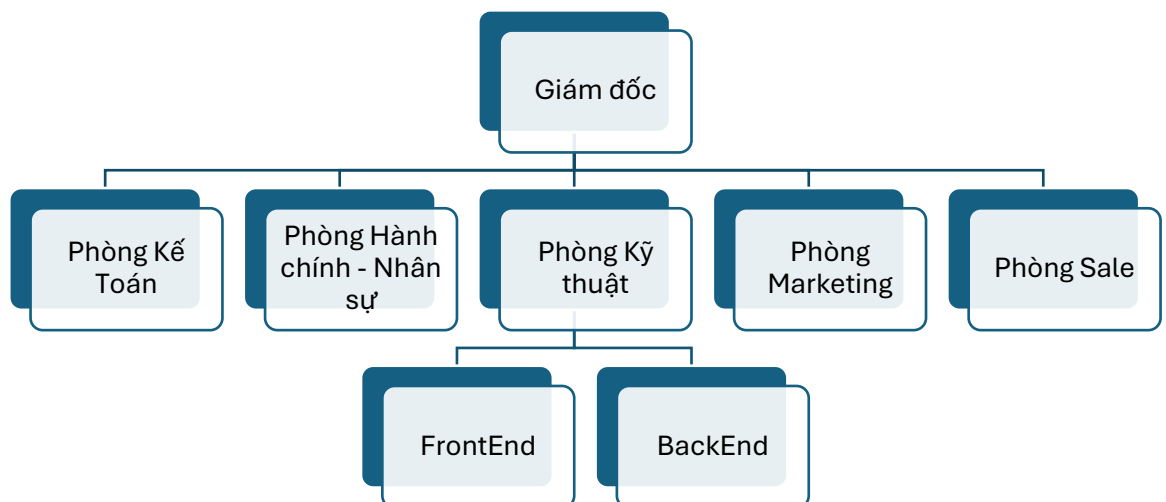 Giám đốc
Phòng Kế
Toán
Phòng Hành
chính - Nhân
sự
Phòng Kỹ
thuật
Phòng
Marketing
Phòng Sale
FrontEnd
BackEnd